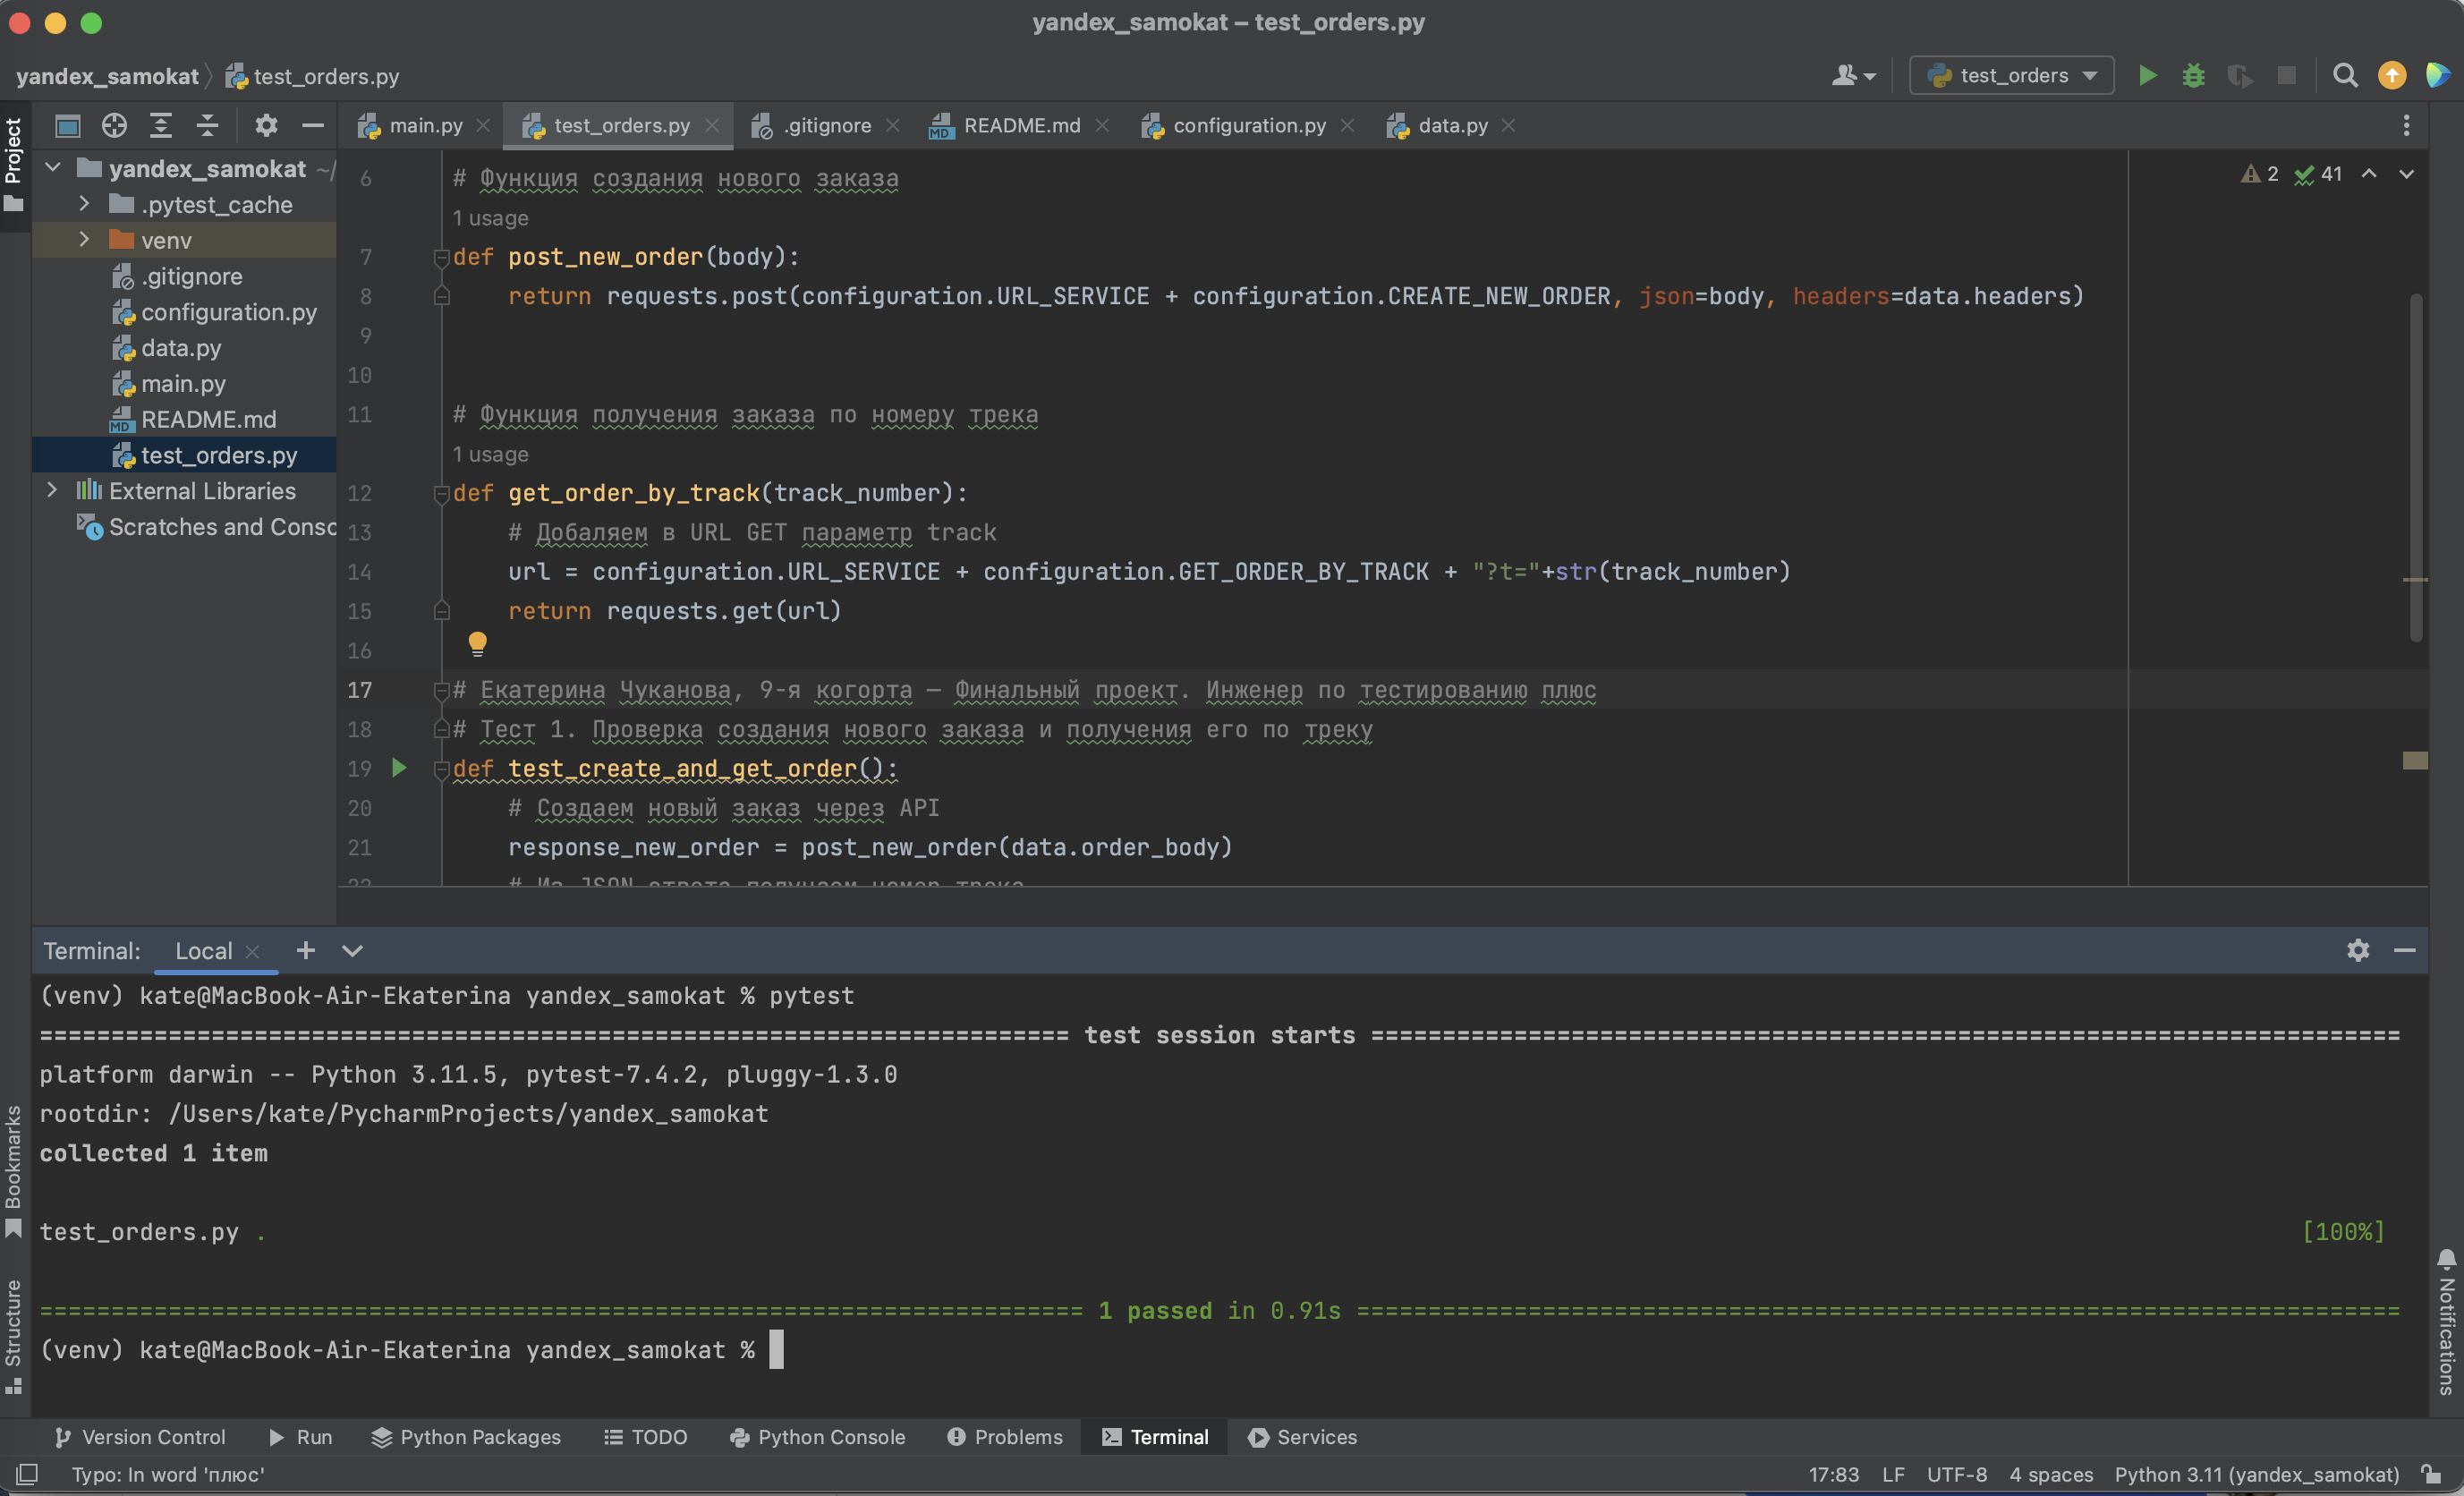 yandex_samokat – test_orders.py
yandex_samokat
test_orders.py
test_orders
Project
main.py
test_orders.py
.gitignore
README.md
configuration.py
data.py
yandex_samokat ~/
.pytest_cache
venv
.gitignore
configuration.py
data.py
main.py
README.md
test_orders.py
External Libraries
Scratches and Consc
2 41
6 # Функция создания нового заказа
1 usage
7 def post_new_order(body):
8 return requests.post(configuration.URL_SERVICE + configuration.CREATE_NEW_ORDER, json=body, headers=data.headers)
9
10
11 # Функция получения заказа по номеру трека
1 usage
12 def get_order_by_track(track_number):
13 # Добаляем в URL GET параметр track
14 url = configuration.URL_SERVICE + configuration.GET_ORDER_BY_TRACK + "?t="+str(track_number)
15 return requests.get(url)
16
17 # Екатерина Чуканова, 9-я когорта — Финальный проект. Инженер по тестированию плюс
18 # Тест 1. Проверка создания нового заказа и получения его по треку
19 def test_create_and_get_order():
20 # Создаем новый заказ через API
21 response_new_order = post_new_order(data.order_body)
22 # Из JSON ответа получаем номер трека
Terminal: Local
(venv) kate@MacBook-Air-Ekaterina yandex_samokat % pytest
======================================================================== test session starts ========================================================================
platform darwin -- Python 3.11.5, pytest-7.4.2, pluggy-1.3.0
rootdir: /Users/kate/PycharmProjects/yandex_samokat
collected 1 item
test_orders.py . [100%]
========================================================================= 1 passed in 0.91s =========================================================================
(venv) kate@MacBook-Air-Ekaterina yandex_samokat %
Bookmarks
Structure
Notifications
Version Control
Run
Python Packages
TODO
Python Console
Problems
Terminal
Services
Typo: In word 'плюс'
17:83 LF UTF-8 4 spaces Python 3.11 (yandex_samokat)